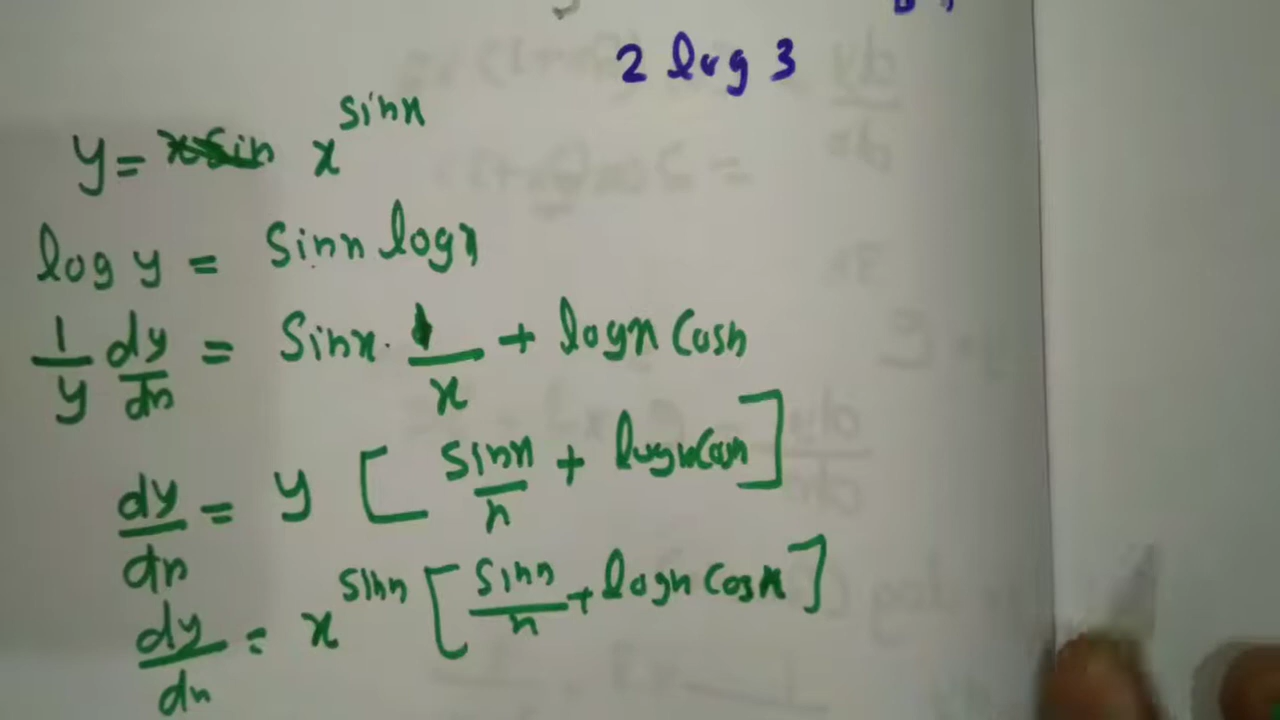 2 log 3
y = x^sinx
log y = sinx logx
1/y dy/dx = sinx · 1/x + logx cosx
dy/dx = y [ sinx/x + logx cosx ]
dy/dx = x^sinx [ sinx/x + logx cosx ]